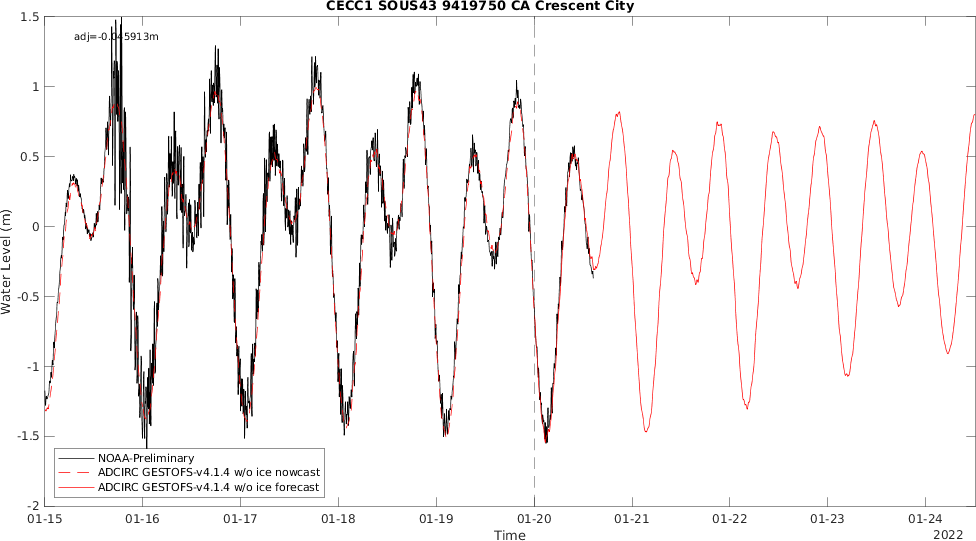 CECC1 SOUS43 9419750 CA Crescent City
adj=-0.045913m
Water Level (m)
1.5
1
0.5
0
-0.5
-1
-1.5
-2
NOAA-Preliminary
ADCIRC GESTOFS-v4.1.4 w/o ice nowcast
ADCIRC GESTOFS-v4.1.4 w/o ice forecast
01-15 01-16 01-17 01-18 01-19 01-20 01-21 01-22 01-23 01-24
Time
2022